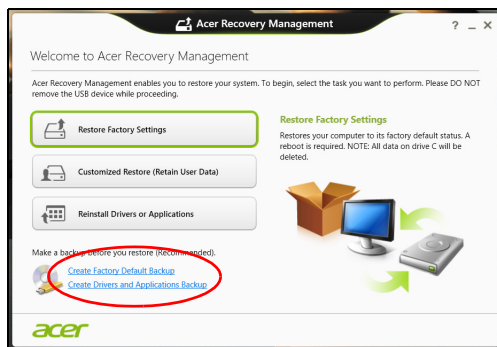 Acer Recovery Management
? _ X
Welcome to Acer Recovery Management
Acer Recovery Management enables you to restore your system. To begin, select the task you want to perform. Please DO NOT
remove the USB device while proceeding.
Restore Factory Settings
Customized Restore (Retain User Data)
Reinstall Drivers or Applications
Restore Factory Settings
Restores your computer to its factory default status. A
reboot is required. NOTE: All data on drive C will be
deleted.
Make a backup before you restore (Recommended).
Create Factory Default Backup
Create Drivers and Applications Backup
acer